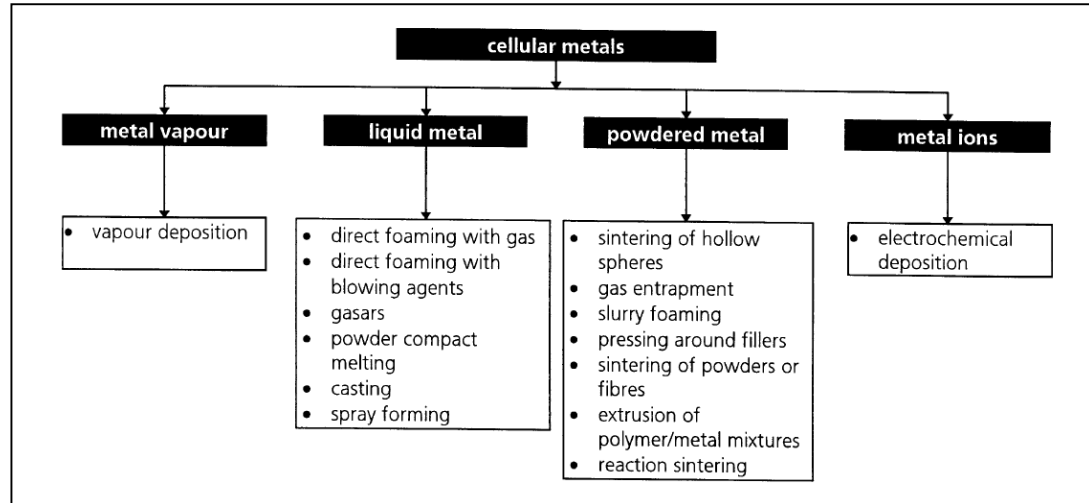 cellular metals
metal vapour
liquid metal
powdered metal
metal ions
• vapour deposition
• direct foaming with gas
• direct foaming with
blowing agents
• gasars
• powder compact
melting
• casting
• spray forming
• sintering of hollow
spheres
• gas entrapment
• slurry foaming
• pressing around fillers
• sintering of powders or
fibres
• extrusion of
polymer/metal mixtures
• reaction sintering
• electrochemical
deposition